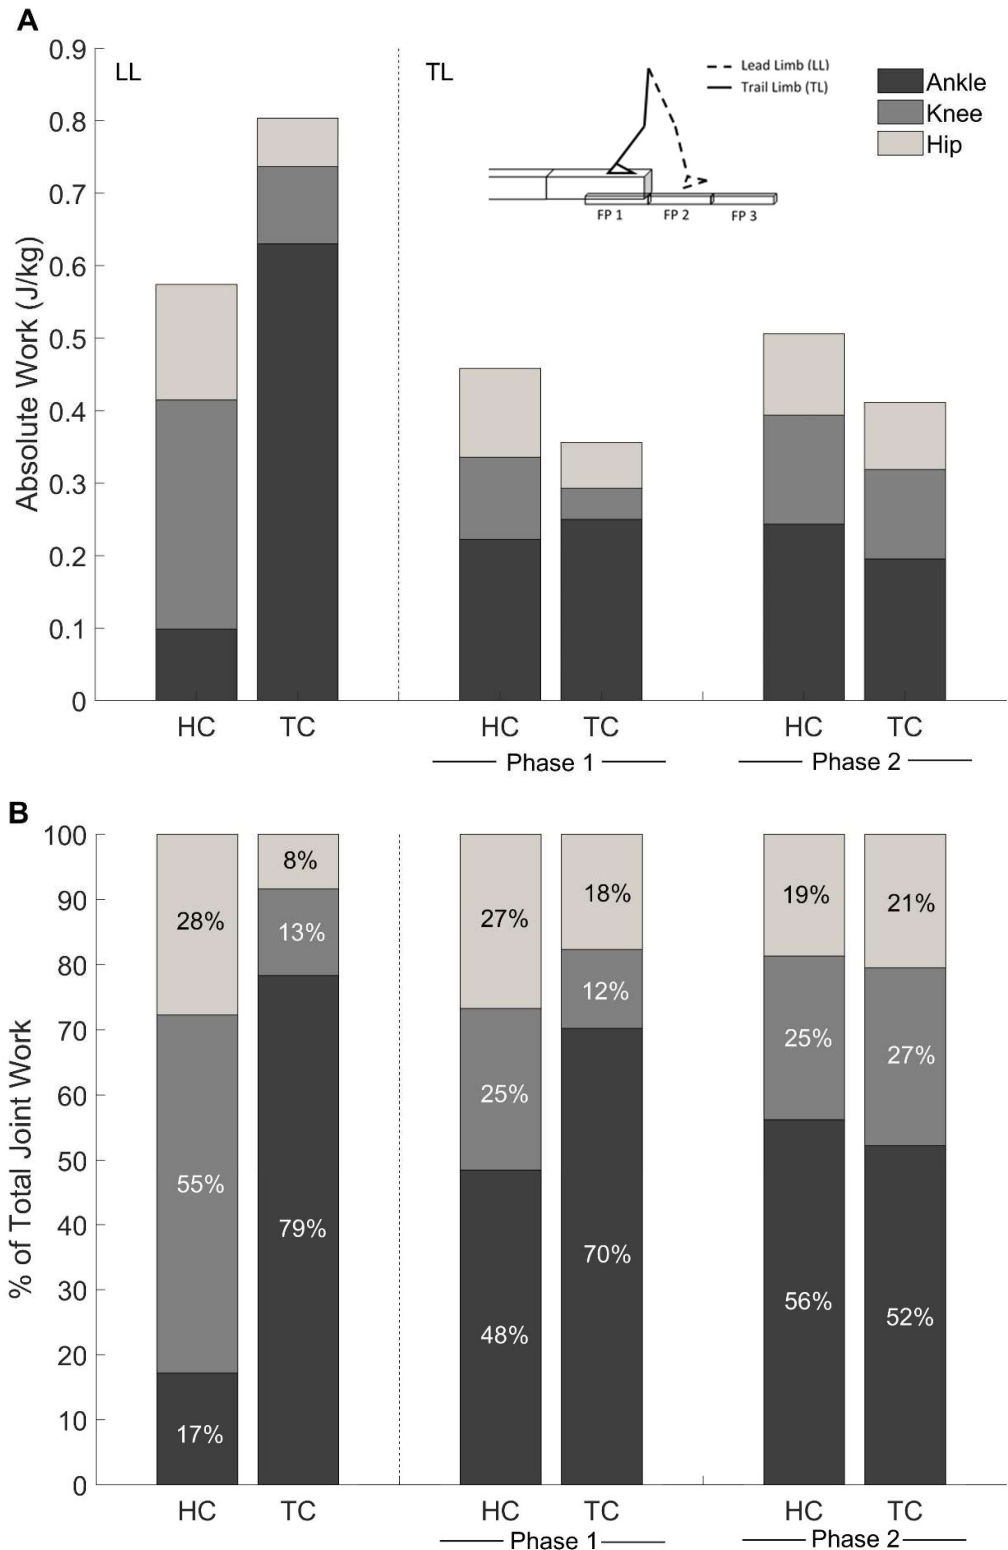 A
0.9
0.8
0.7
0.6
0.5
0.4
0.3
0.2
0.1
0
Absolute Work (J/kg)
LL
TL
Lead Limb (LL)
Trail Limb (TL)
FP 1
FP 2
FP 3
Ankle
Knee
Hip
HC
TC
HC
TC
HC
TC
Phase 1
Phase 2
B
100
90
80
70
60
50
40
30
20
10
0
% of Total Joint Work
28%
55%
17%
8%
13%
79%
27%
25%
48%
18%
12%
70%
19%
25%
56%
21%
27%
52%
HC
TC
HC
TC
HC
TC
Phase 1
Phase 2